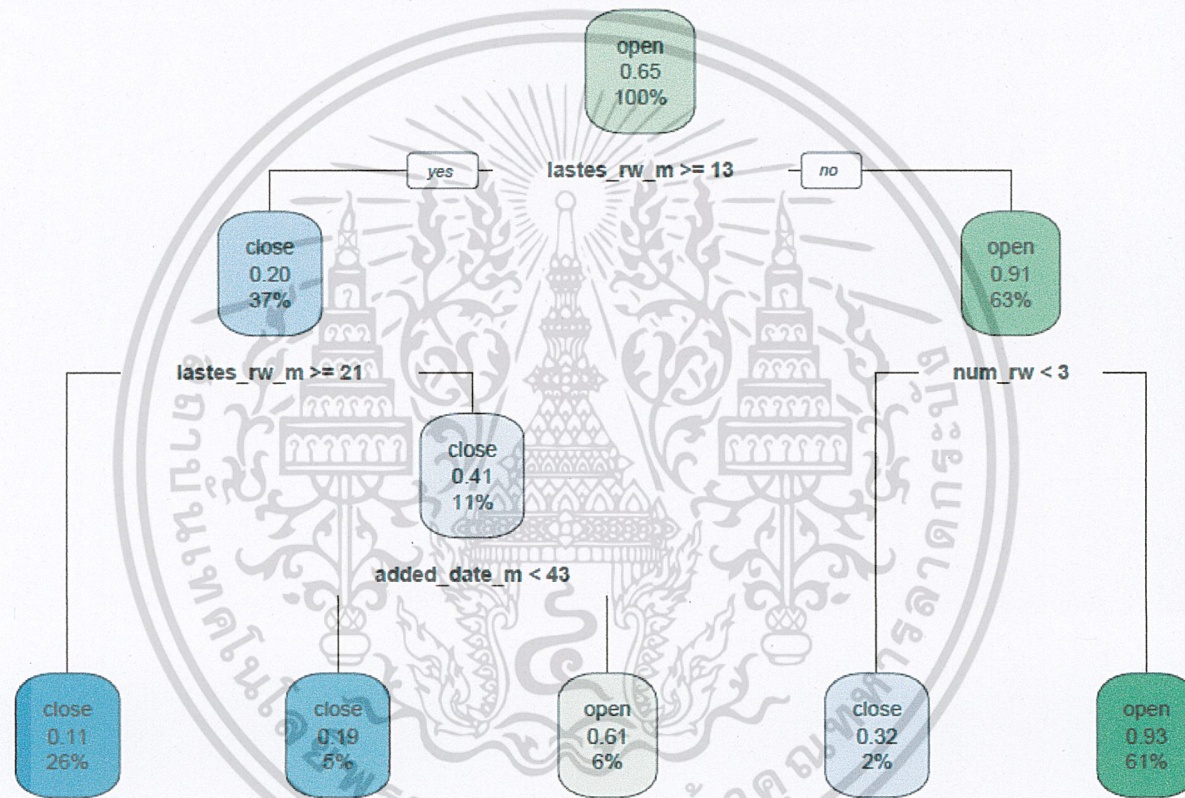 open
0.65
100%
yes
lastes_rw_m >= 13
no
close
0.20
37%
open
0.91
63%
lastes_rw_m >= 21
num_rw < 3
close
0.41
11%
added_date_m < 43
close
0.11
26%
close
0.19
5%
open
0.61
6%
close
0.32
2%
open
0.93
61%